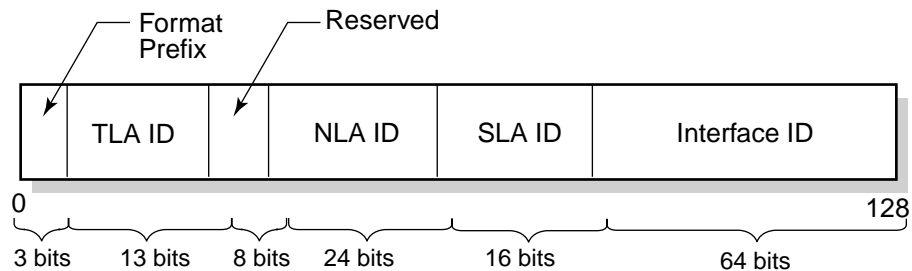 Format
Prefix
Reserved
TLA ID
NLA ID
SLA ID
Interface ID
0
128
3 bits
13 bits
8 bits
24 bits
16 bits
64 bits